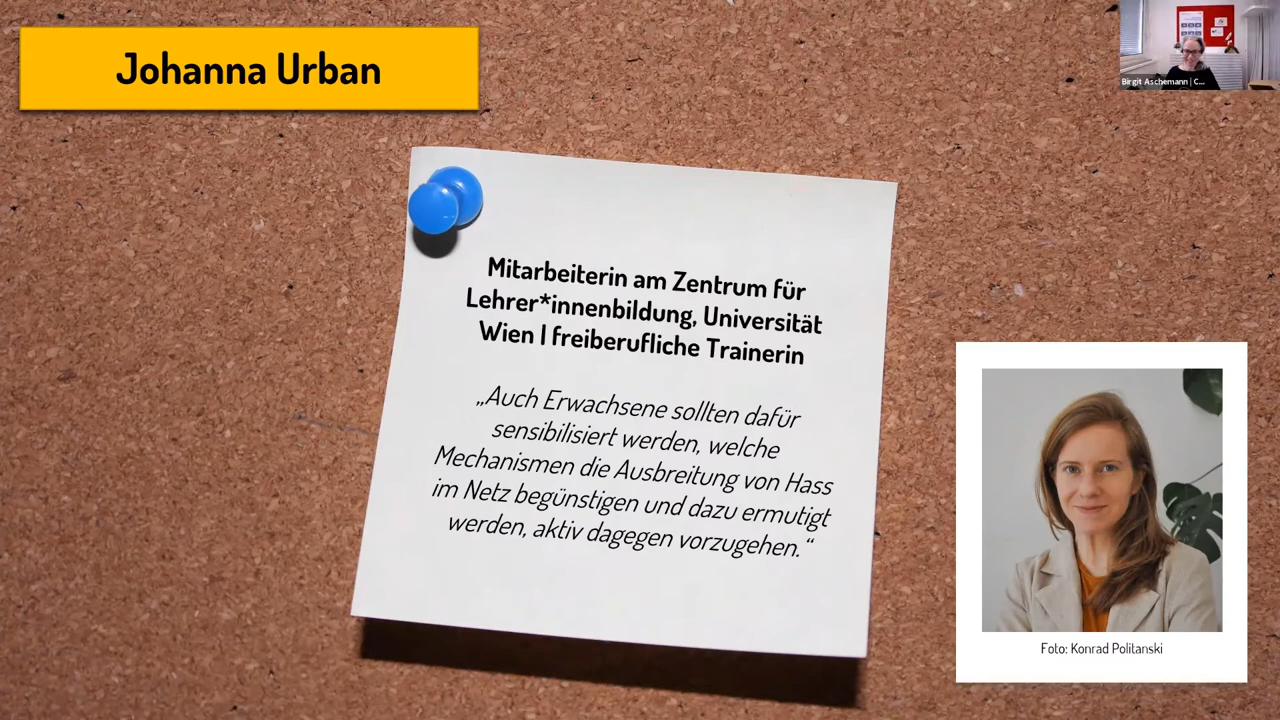 Johanna Urban
Birgit Aschemann | C...
Mitarbeiterin am Zentrum für
Lehrer*innenbildung, Universität
Wien | freiberufliche Trainerin
„Auch Erwachsene sollten dafür
sensibilisiert werden, welche
Mechanismen die Ausbreitung von Hass
im Netz begünstigen und dazu ermutigt
werden, aktiv dagegen vorzugehen. “
Foto: Konrad Politanski